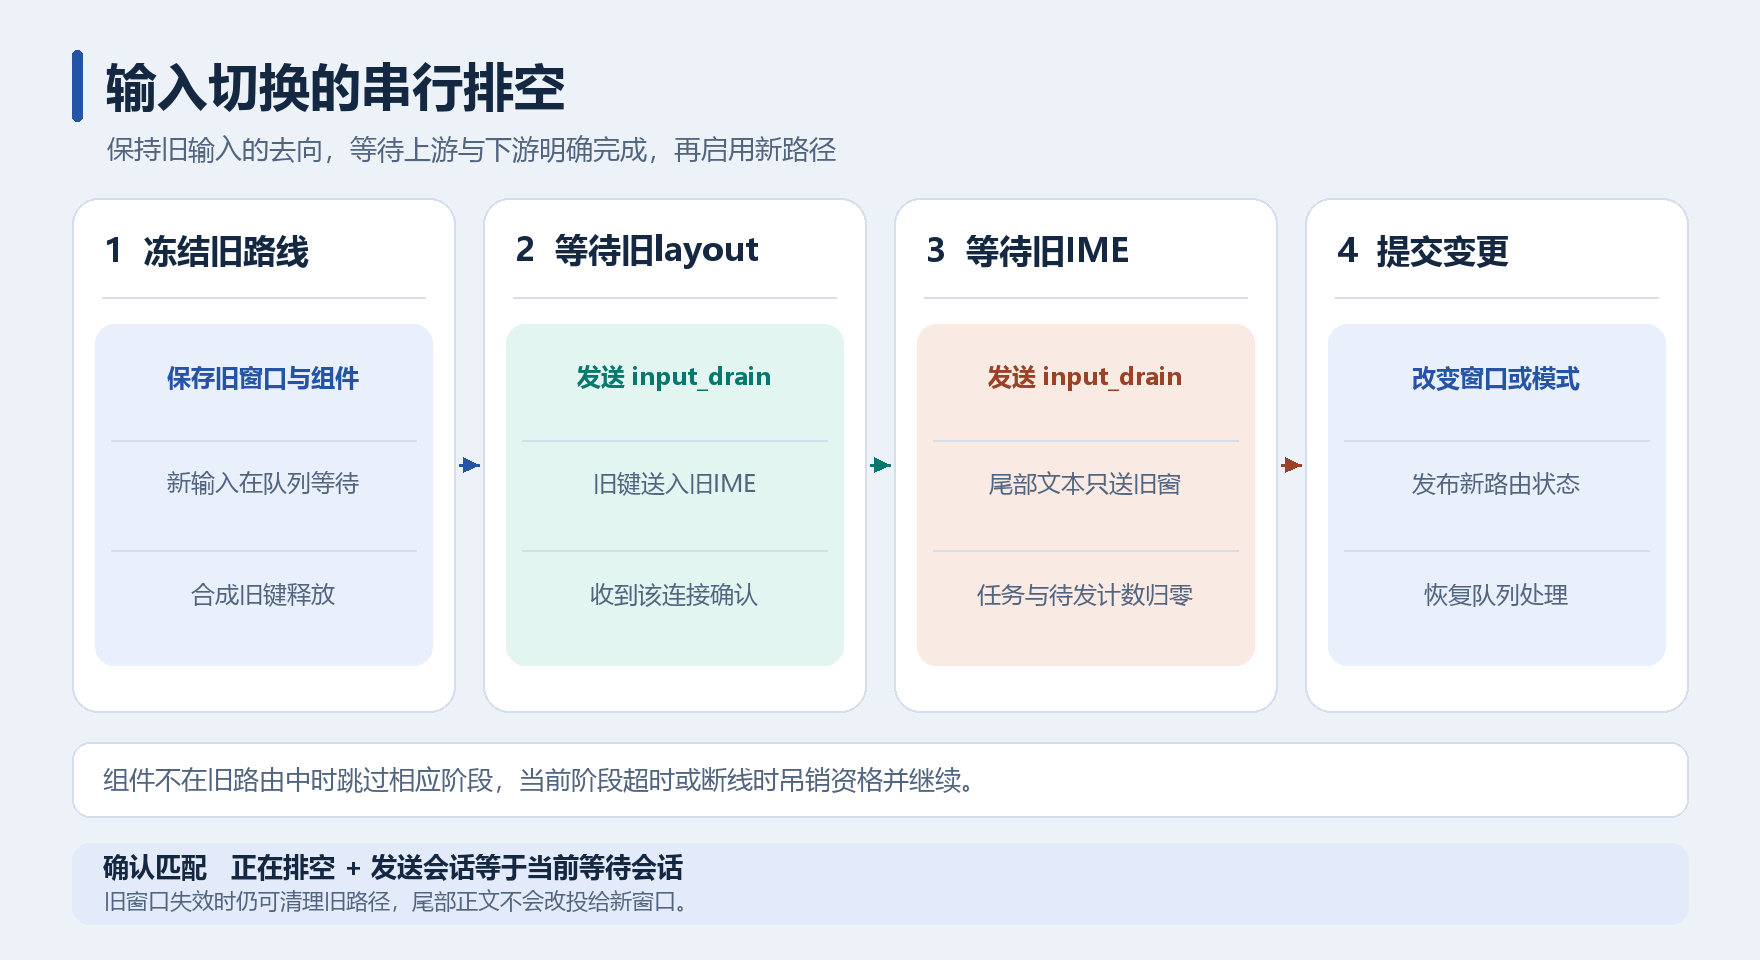 输入切换的串行排空
保持旧输入的去向，等待上游与下游明确完成，再启用新路径
1 冻结旧路线
保存旧窗口与组件
新输入在队列等待
合成旧键释放
2 等待旧layout
发送 input_drain
旧键送入旧IME
收到该连接确认
3 等待旧IME
发送 input_drain
尾部文本只送旧窗
任务与待发计数归零
4 提交变更
改变窗口或模式
发布新路由状态
恢复队列处理
组件不在旧路由中时跳过相应阶段，当前阶段超时或断线时吊销资格并继续。
确认匹配 正在排空 + 发送会话等于当前等待会话
旧窗口失效时仍可清理旧路径，尾部正文不会改投给新窗口。